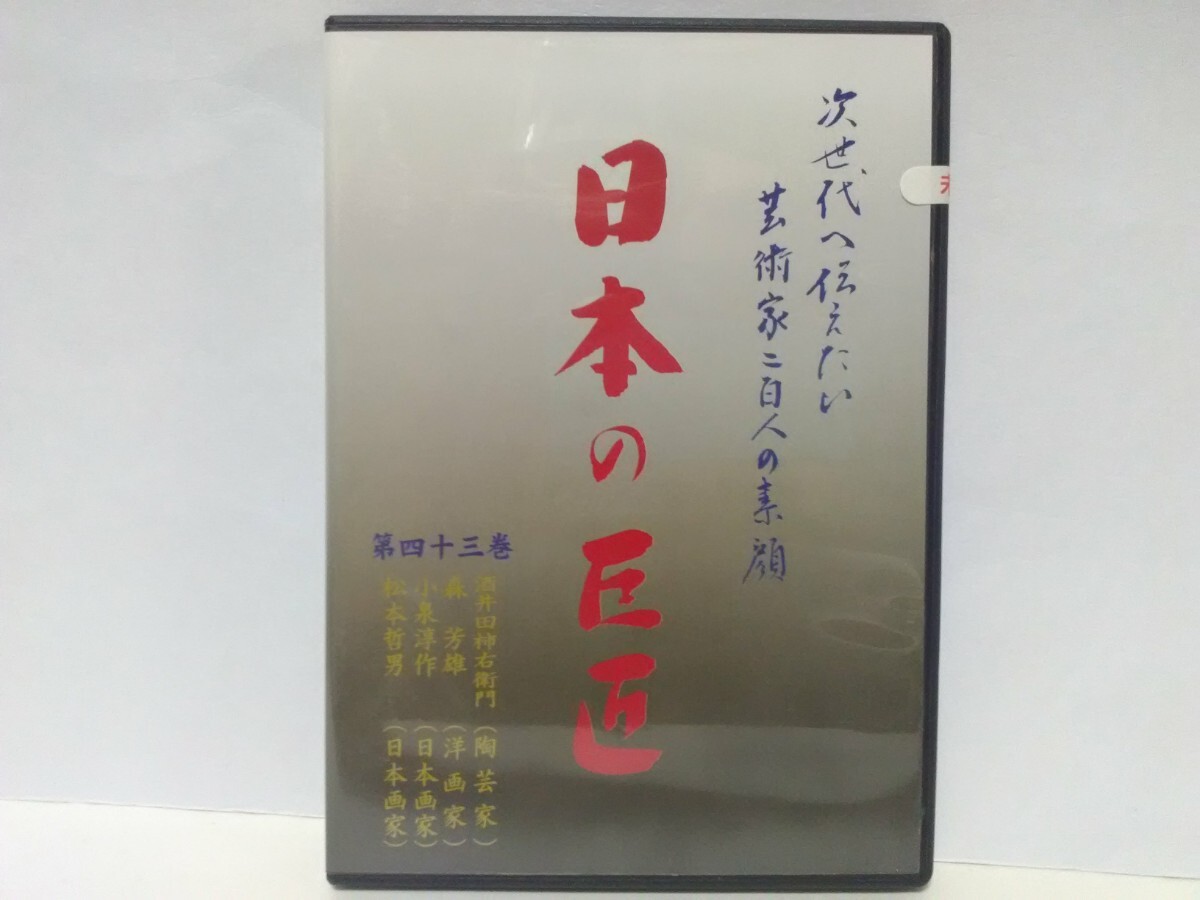 次世代へ伝えたい
芸術家二百人の素顔
日本の巨匠
第四十三巻
酒井田柿右衛門（陶芸家）
森 芳雄（洋画家）
小泉淳作（日本画家）
松本哲男（日本画家）